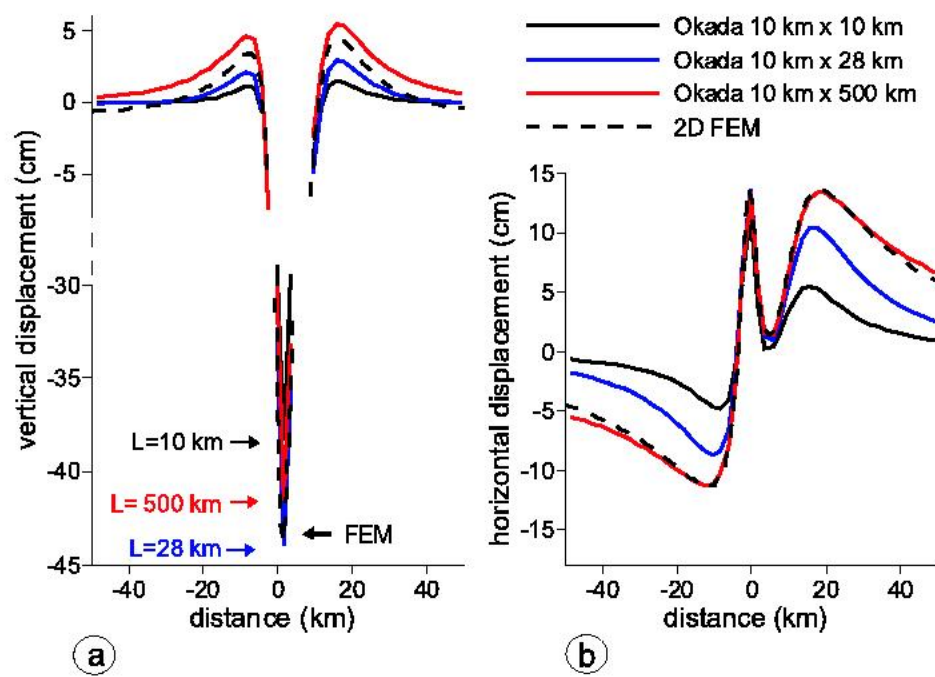 5
0
-5
-30
-35
-40
-45
vertical displacement (cm)
L=10 km
L= 500 km
L=28 km
FEM
-40 -20 0 20 40
distance (km)
a
Okada 10 km x 10 km
Okada 10 km x 28 km
Okada 10 km x 500 km
2D FEM
15
10
5
0
-5
-10
-15
horizontal displacement (cm)
-40 -20 0 20 40
distance (km)
b